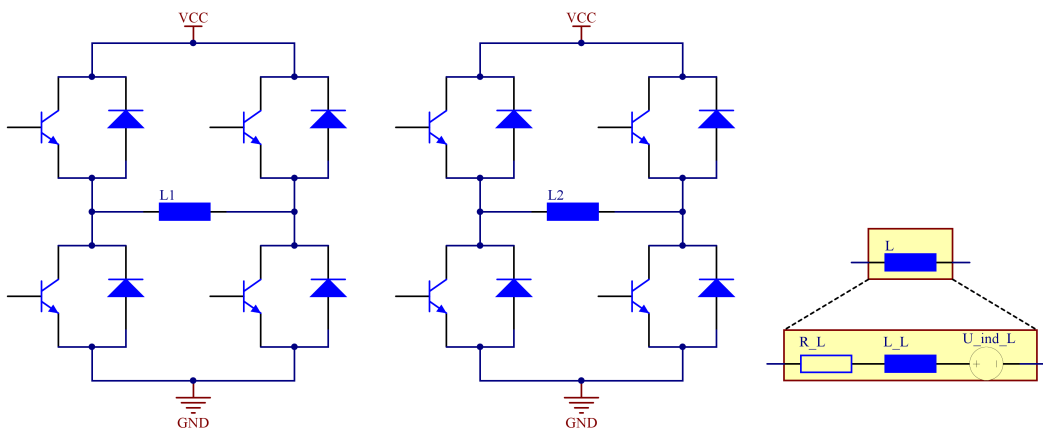 VCC
VCC
L1
L2
L
R_L
L_L
U_ind_L
+
GND
GND